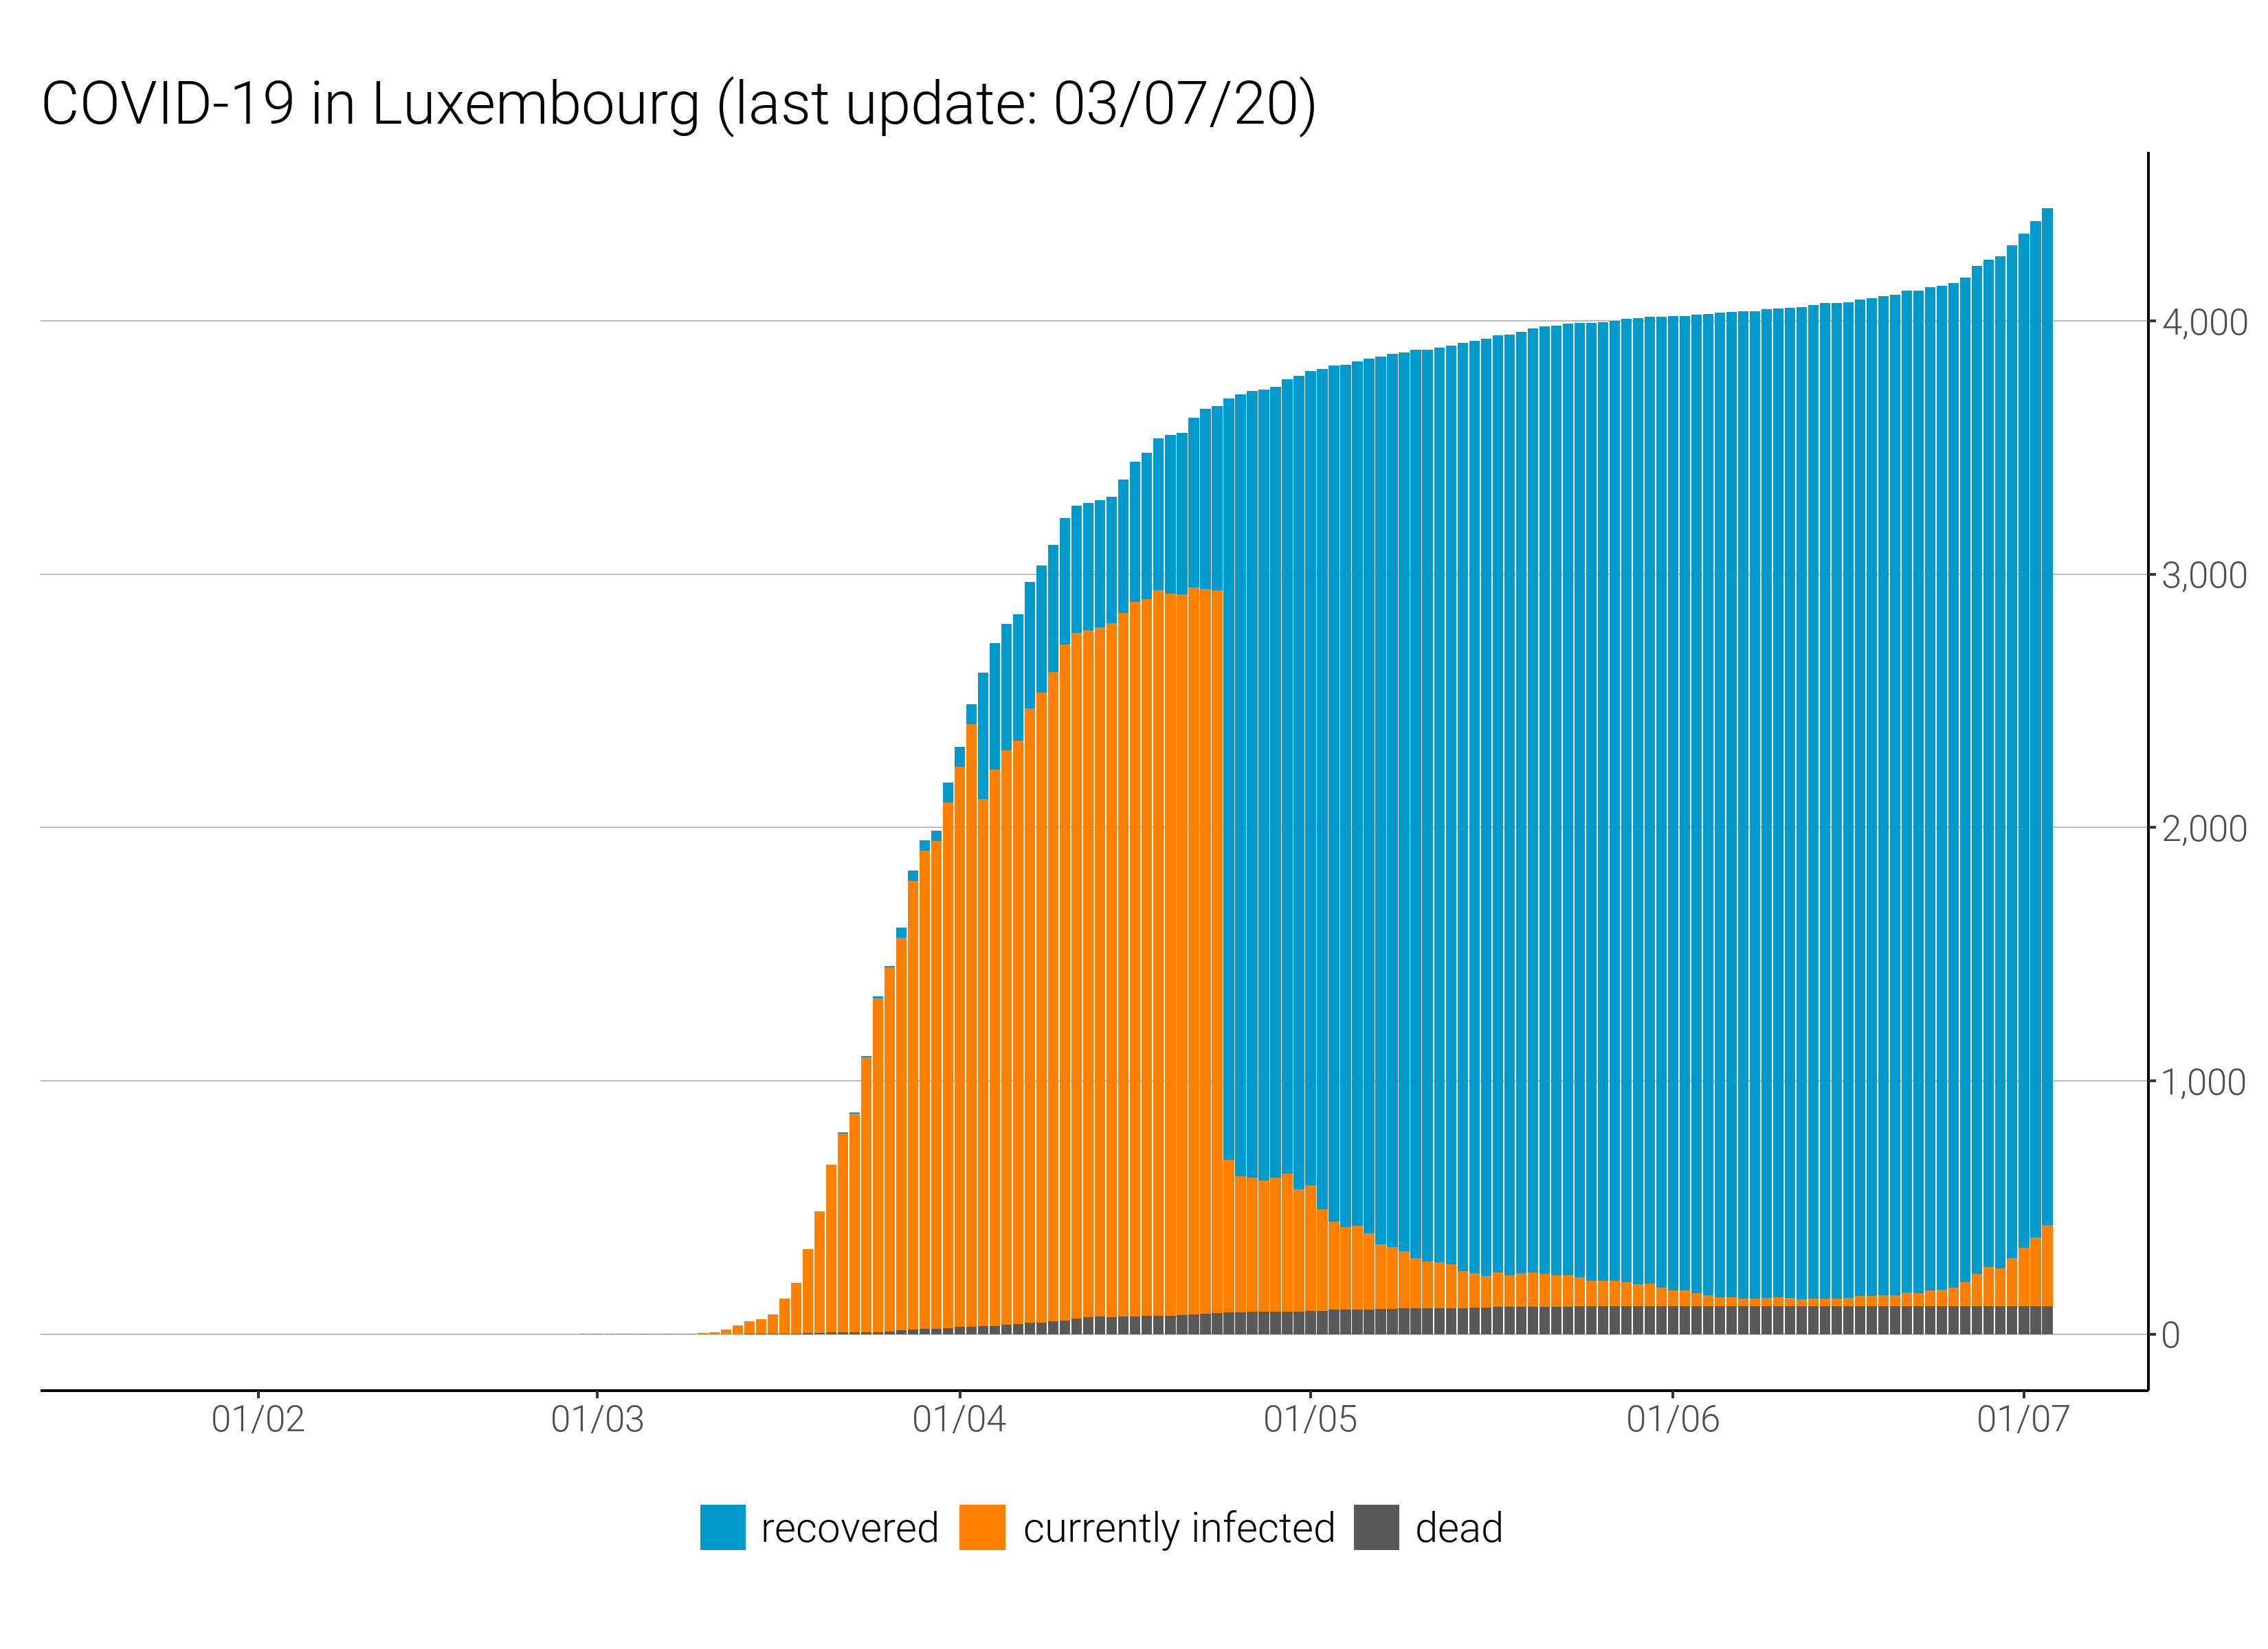 COVID-19 in Luxembourg (last update: 03/07/20)
4,000
3,000
2,000
1,000
0
01/02 01/03 01/04 01/05 01/06 01/07
recovered currently infected dead